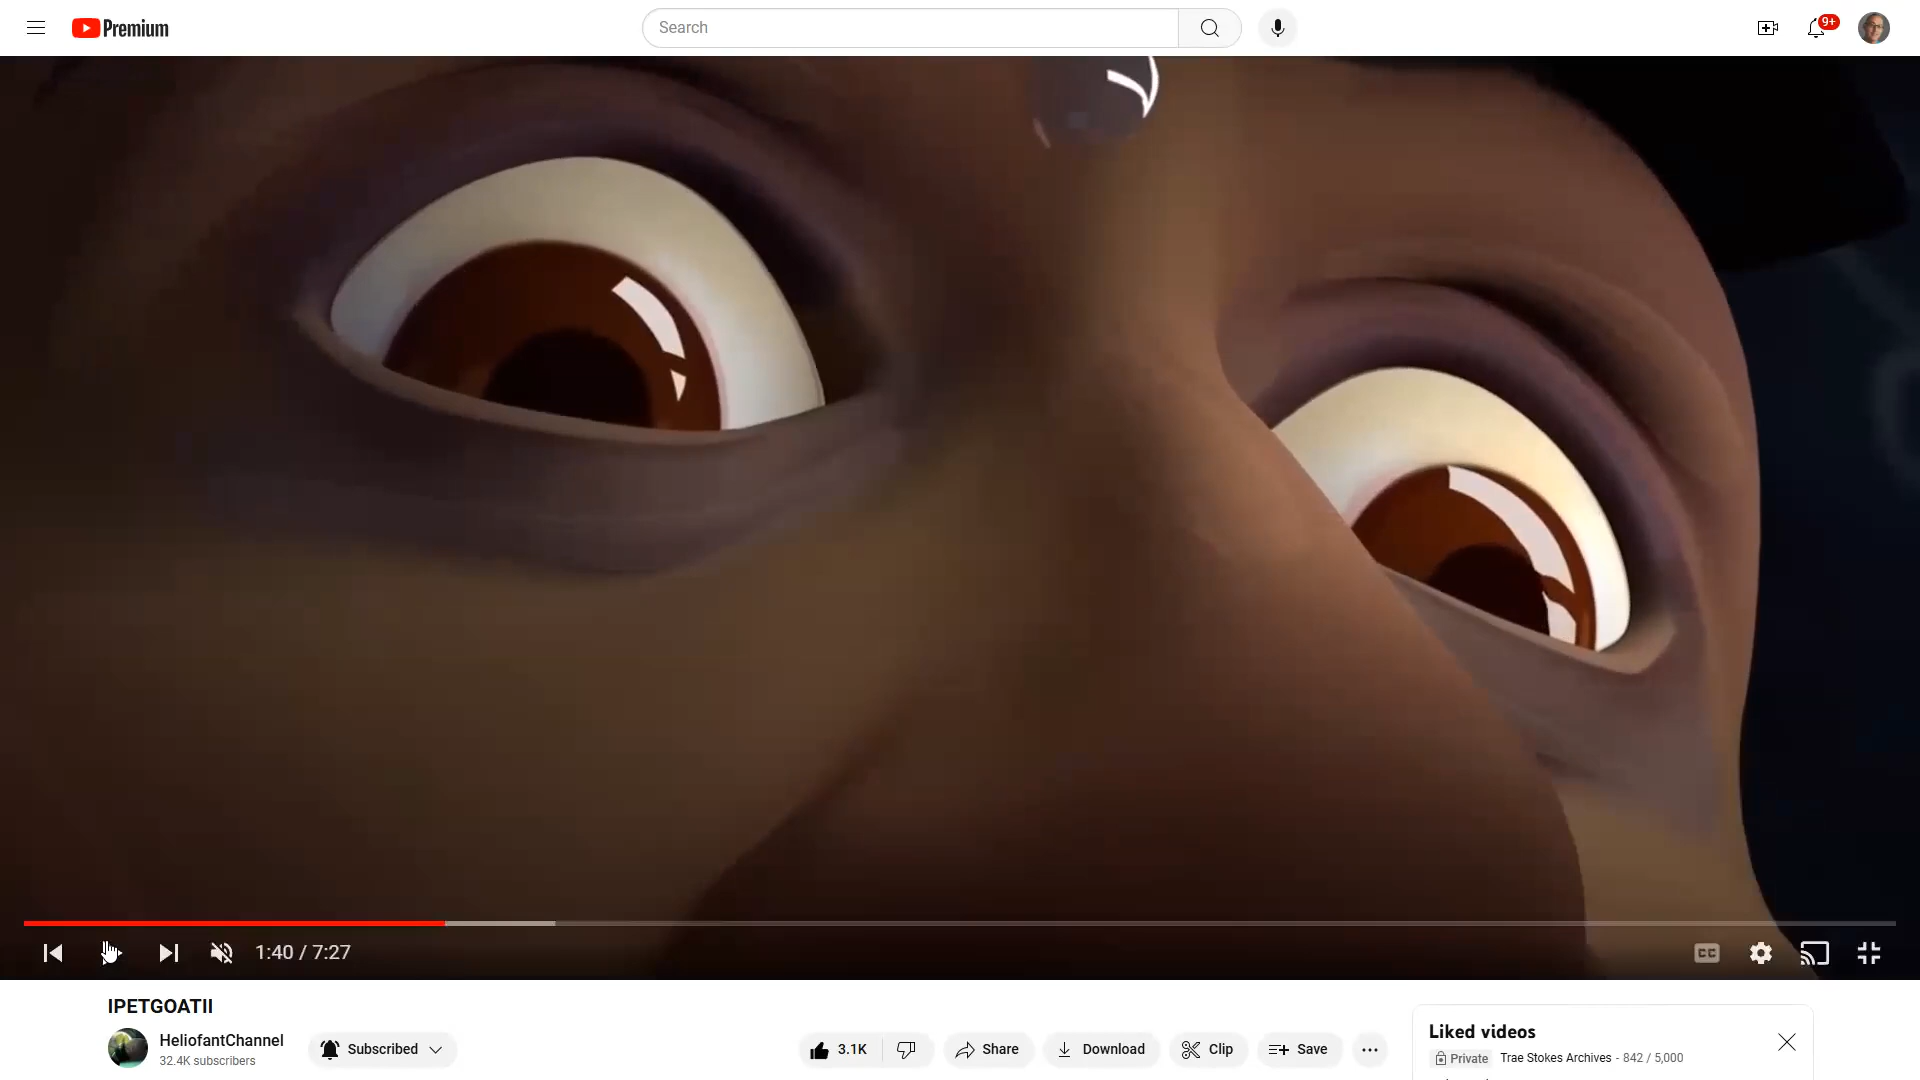 Premium
Search
9+
1:40 / 7:27
CC
IPETGOATII
HeliofantChannel
32.4K subscribers
Subscribed
3.1K
Share
Download
Clip
Save
Liked videos
Private
Trae Stokes Archives - 842 / 5,000